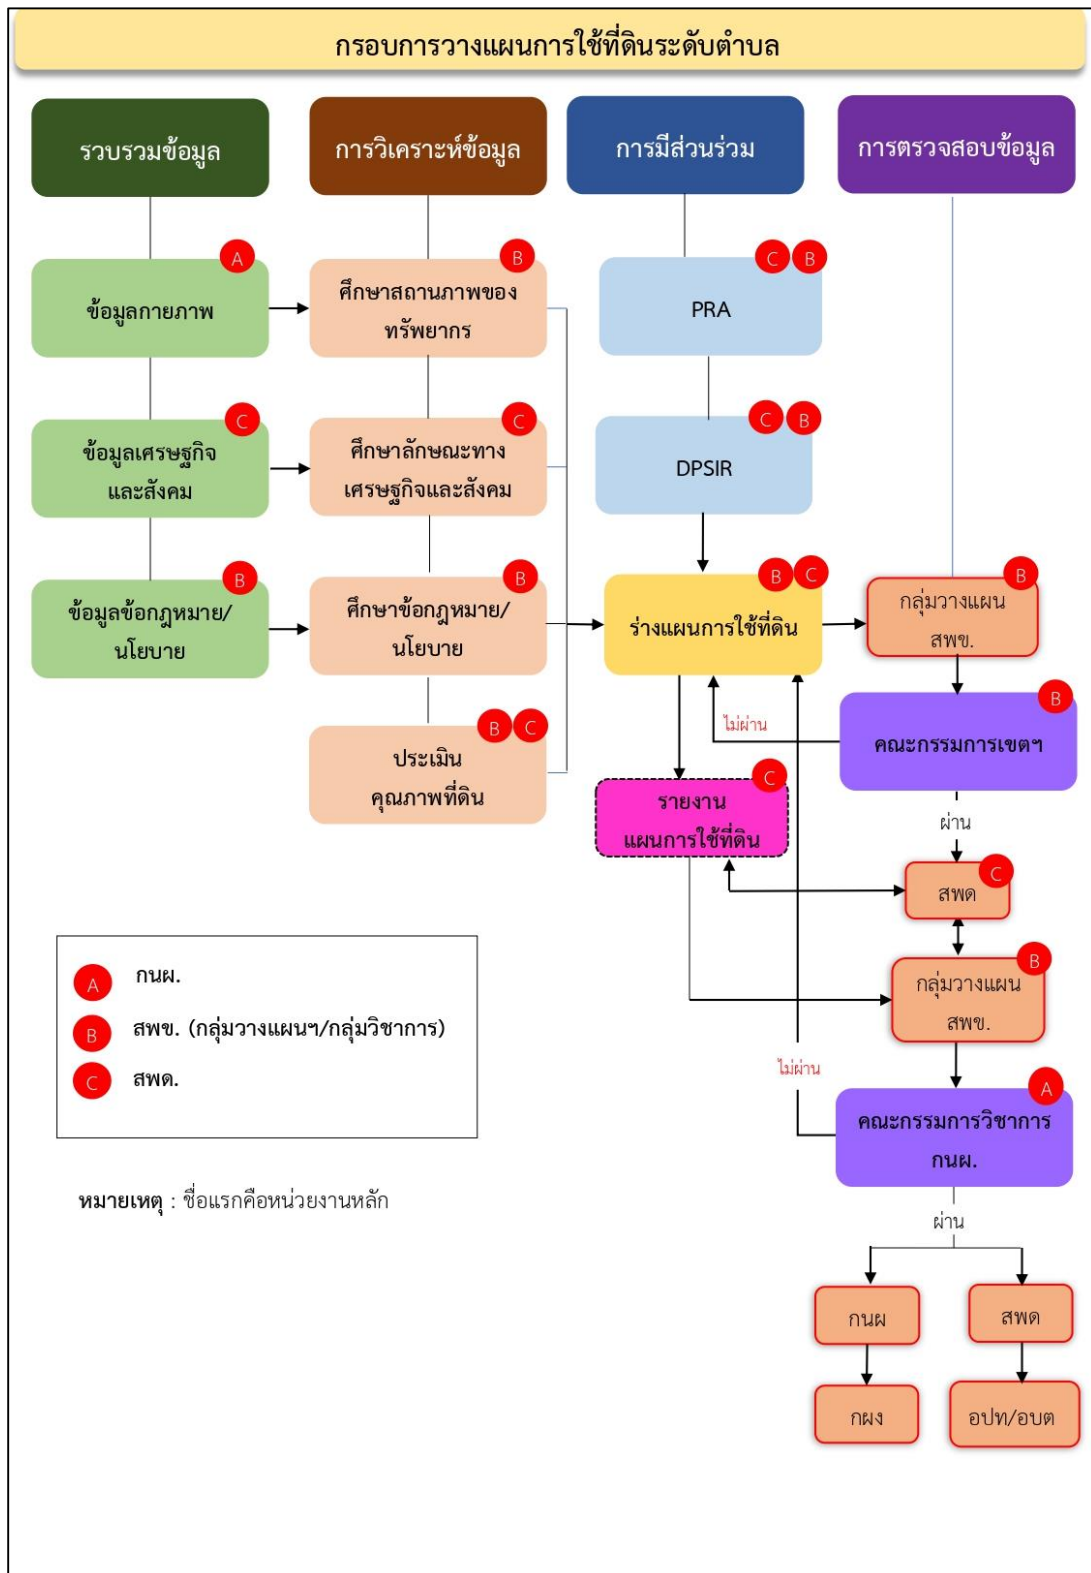 กรอบการวางแผนการใช้ที่ดินระดับตำบล
รวบรวมข้อมูล
การวิเคราะห์ข้อมูล
การมีส่วนร่วม
การตรวจสอบข้อมูล
A
ข้อมูลกายภาพ
B
ศึกษาสถานภาพของ
ทรัพยากร
C B
PRA
C
ข้อมูลเศรษฐกิจ
และสังคม
C
ศึกษาลักษณะทาง
เศรษฐกิจและสังคม
C B
DPSIR
B
ข้อมูลข้อกฎหมาย/
นโยบาย
B
ศึกษาข้อกฎหมาย/
นโยบาย
B C
ร่างแผนการใช้ที่ดิน
B
กลุ่มวางแผน
สพข.
B C
ประเมิน
คุณภาพที่ดิน
ไม่ผ่าน
B
คณะกรรมการเขตฯ
C
รายงาน
แผนการใช้ที่ดิน
ผ่าน
C
สพด
B
กลุ่มวางแผน
สพข.
A กนผ.
B สพข. (กลุ่มวางแผนฯ/กลุ่มวิชาการ)
C สพด.
ไม่ผ่าน
A
คณะกรรมการวิชาการ
กนผ.
หมายเหตุ : ชื่อแรกคือหน่วยงานหลัก
ผ่าน
กนผ
สพด
กผง
อปท/อบต